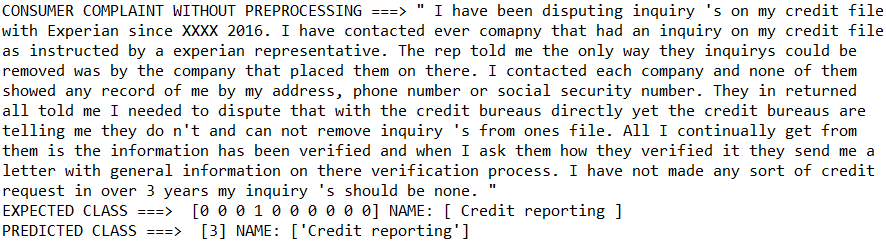 CONSUMER COMPLAINT WITHOUT PREPROCESSING ===> " I have been disputing inquiry 's on my credit file
with Experian since XXXX 2016. I have contacted ever comapny that had an inquiry on my credit file
as instructed by a experian representative. The rep told me the only way they inquirys could be
removed was by the company that placed them on there. I contacted each company and none of them
showed any record of me by my address, phone number or social security number. They in returned
all told me I needed to dispute that with the credit bureaus directly yet the credit bureaus are
telling me they do n't and can not remove inquiry 's from ones file. All I continually get from
them is the information has been verified and when I ask them how they verified it they send me a
letter with general information on there verification process. I have not made any sort of credit
request in over 3 years my inquiry 's should be none. "
EXPECTED CLASS ===>  [0 0 0 1 0 0 0 0 0 0] NAME: [ Credit reporting ]
PREDICTED CLASS ===>  [3] NAME: ['Credit reporting']